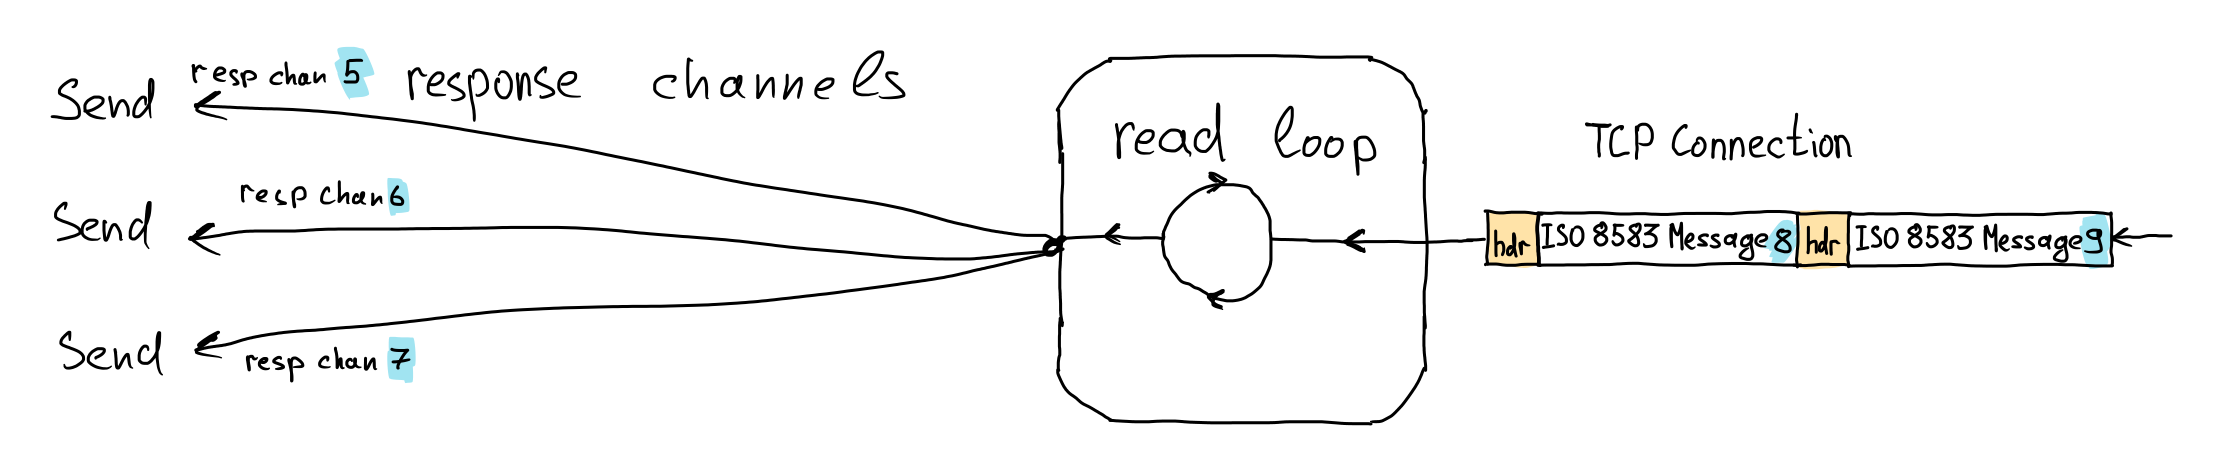 resp chan 5
response channels
Send
read loop
TCP Connection
resp chan 6
Send
hdr ISO 8583 Message 8 hdr ISO 8583 Message 9
Send
resp chan 7